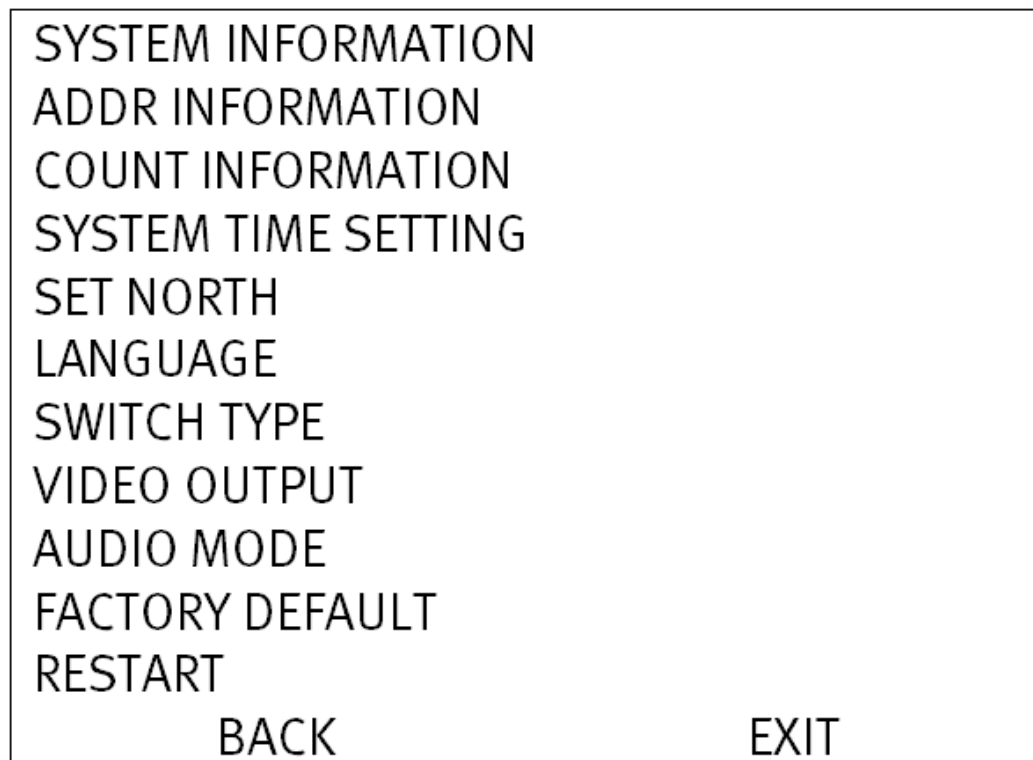 SYSTEM INFORMATION
ADDR INFORMATION
COUNT INFORMATION
SYSTEM TIME SETTING
SET NORTH
LANGUAGE
SWITCH TYPE
VIDEO OUTPUT
AUDIO MODE
FACTORY DEFAULT
RESTART
BACK EXIT